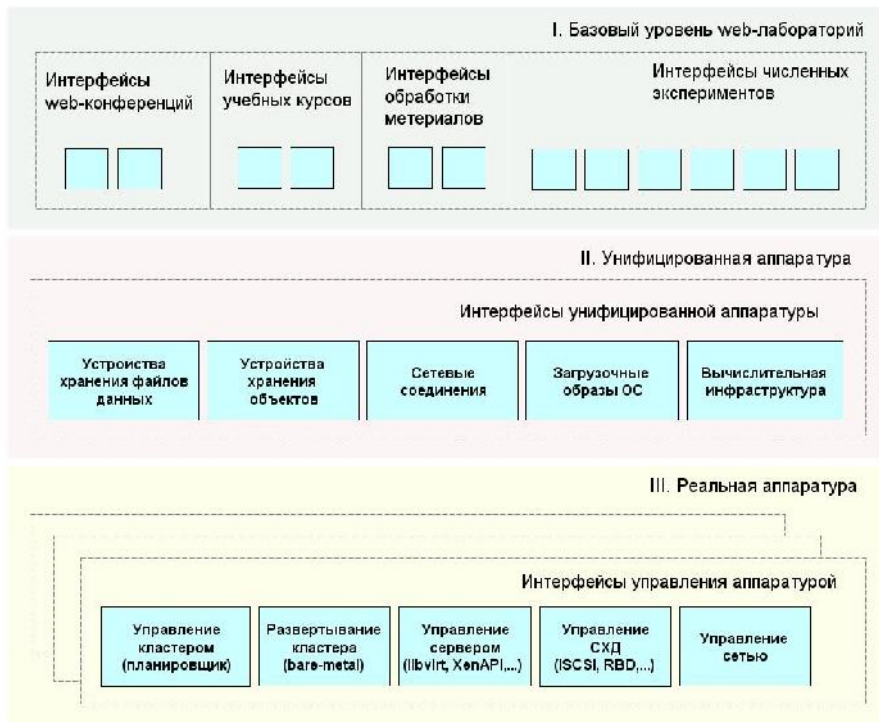 I. Базовый уровень web-лабораторий
Интерфейсы
web-конференций
Интерфейсы
учебных курсов
Интерфейсы
обработки
метериалов
Интерфейсы численных
экспериментов
II. Унифицированная аппаратура
Интерфейсы унифицированной аппаратуры
Устройства
хранения файлов
данных
Устройства
хранения
объектов
Сетевые
соединения
Загрузочные
образы ОС
Вычислительная
инфраструктура
III. Реальная аппаратура
Интерфейсы управления аппаратурой
Управление
кластером
(планировщик)
Развертывание
кластера
(bare-metal)
Управление
сервером
(libvirt, XenAPI,...)
Управление
СХД
(iSCSI, RBD,...)
Управление
сетью